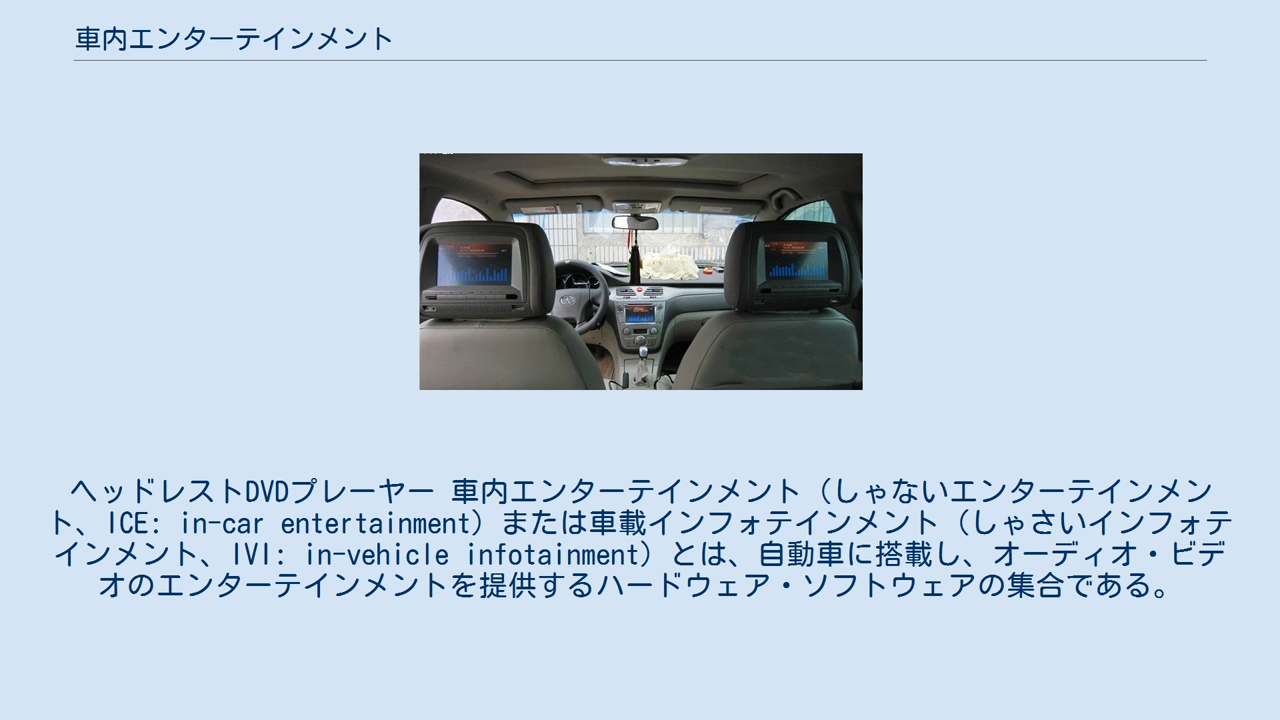 車内エンターテインメント
ヘッドレストDVDプレーヤー 車内エンターテインメント（しゃないエンターテインメン
ト、ICE: in-car entertainment）または車載インフォテインメント（しゃさいインフォテ
インメント、IVI: in-vehicle infotainment）とは、自動車に搭載し、オーディオ・ビデ
オのエンターテインメントを提供するハードウェア・ソフトウェアの集合である。